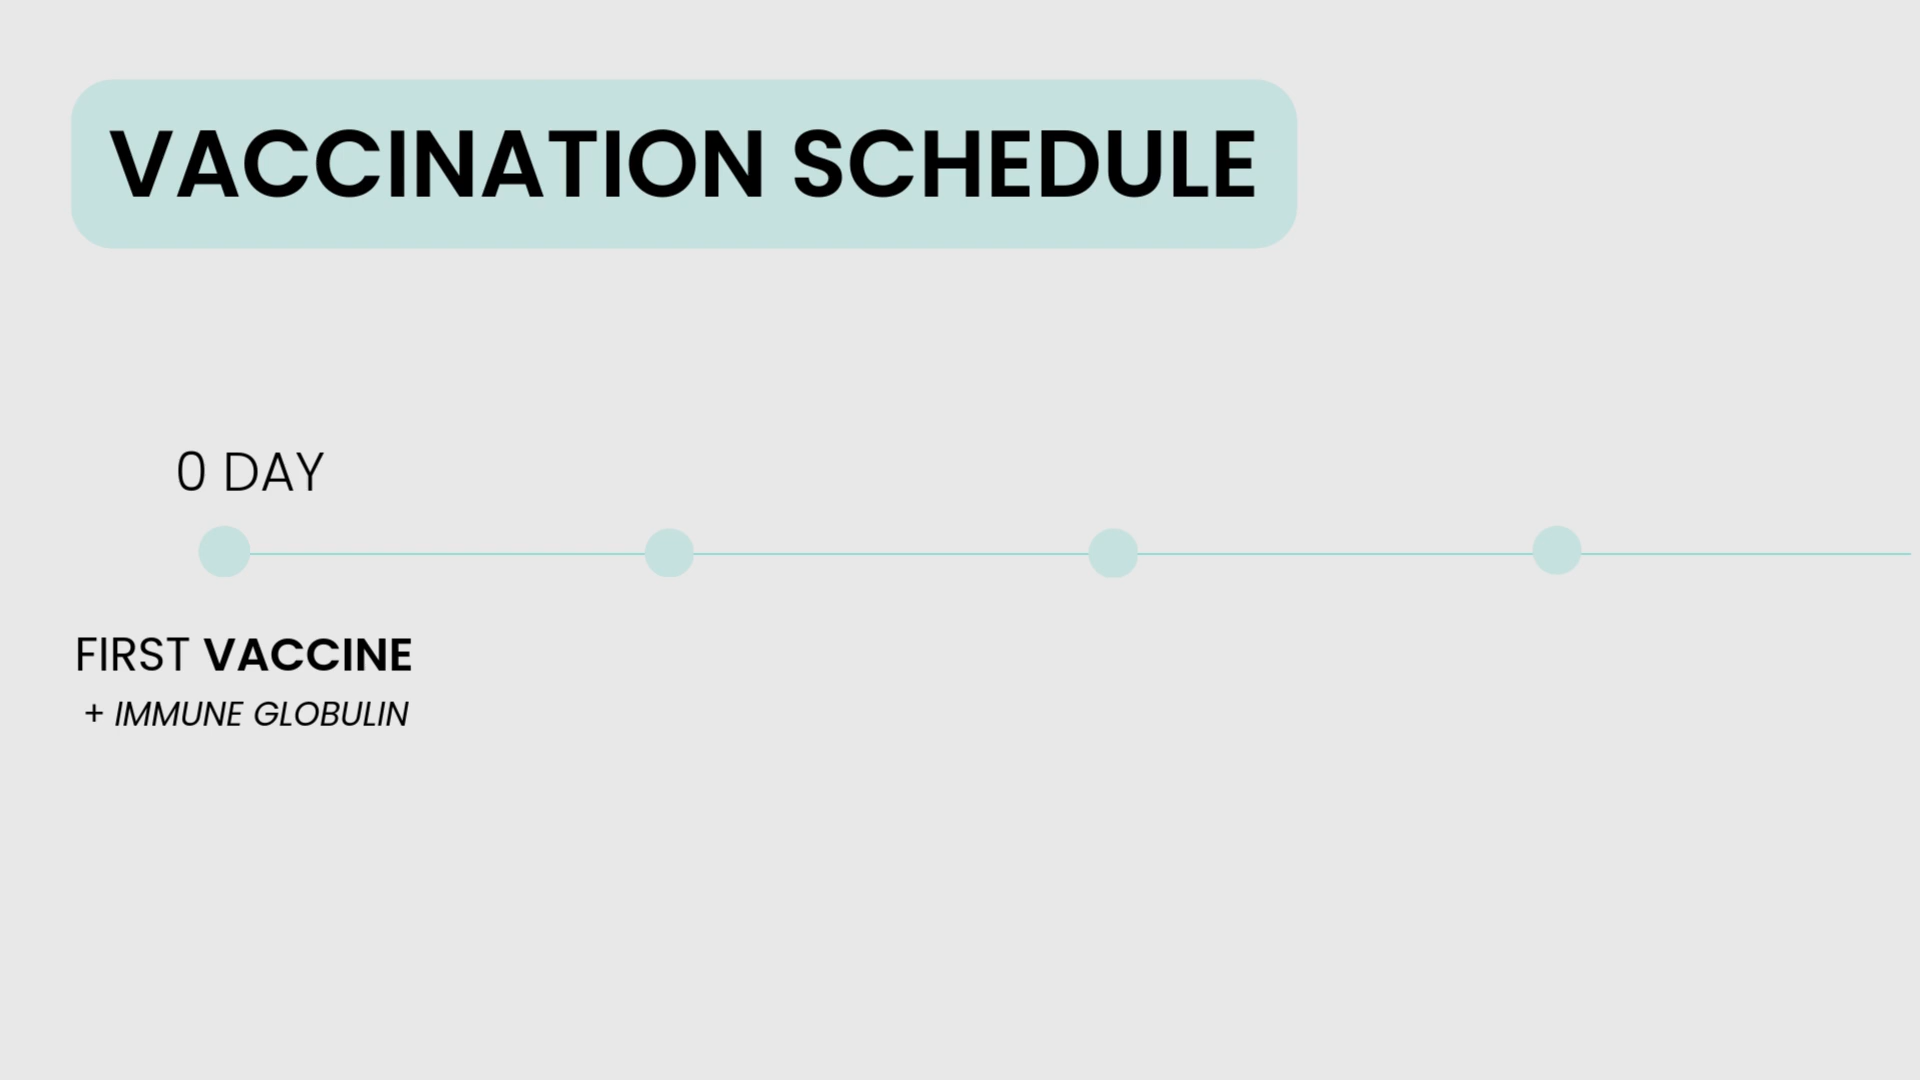 VACCINATION SCHEDULE
0 DAY
FIRST VACCINE
+ IMMUNE GLOBULIN